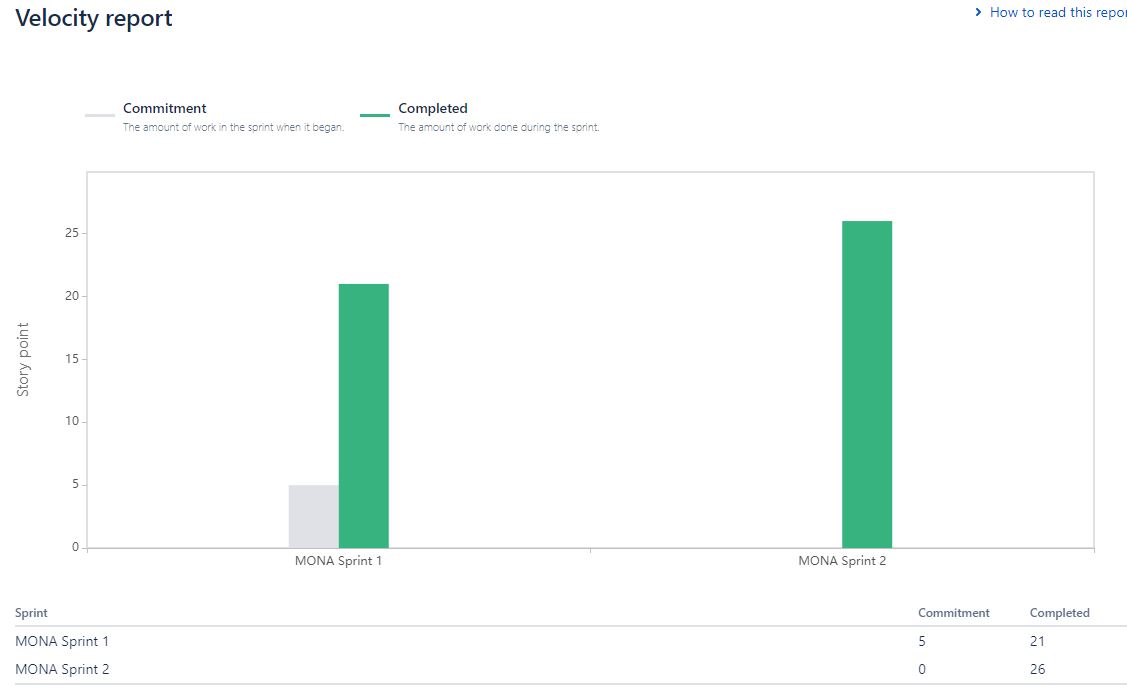 Velocity report
How to read this repor
Commitment
The amount of work in the sprint when it began.
Completed
The amount of work done during the sprint.
Story point
25
20
15
10
5
0
MONA Sprint 1
MONA Sprint 2
Sprint Commitment Completed
MONA Sprint 1 5 21
MONA Sprint 2 0 26